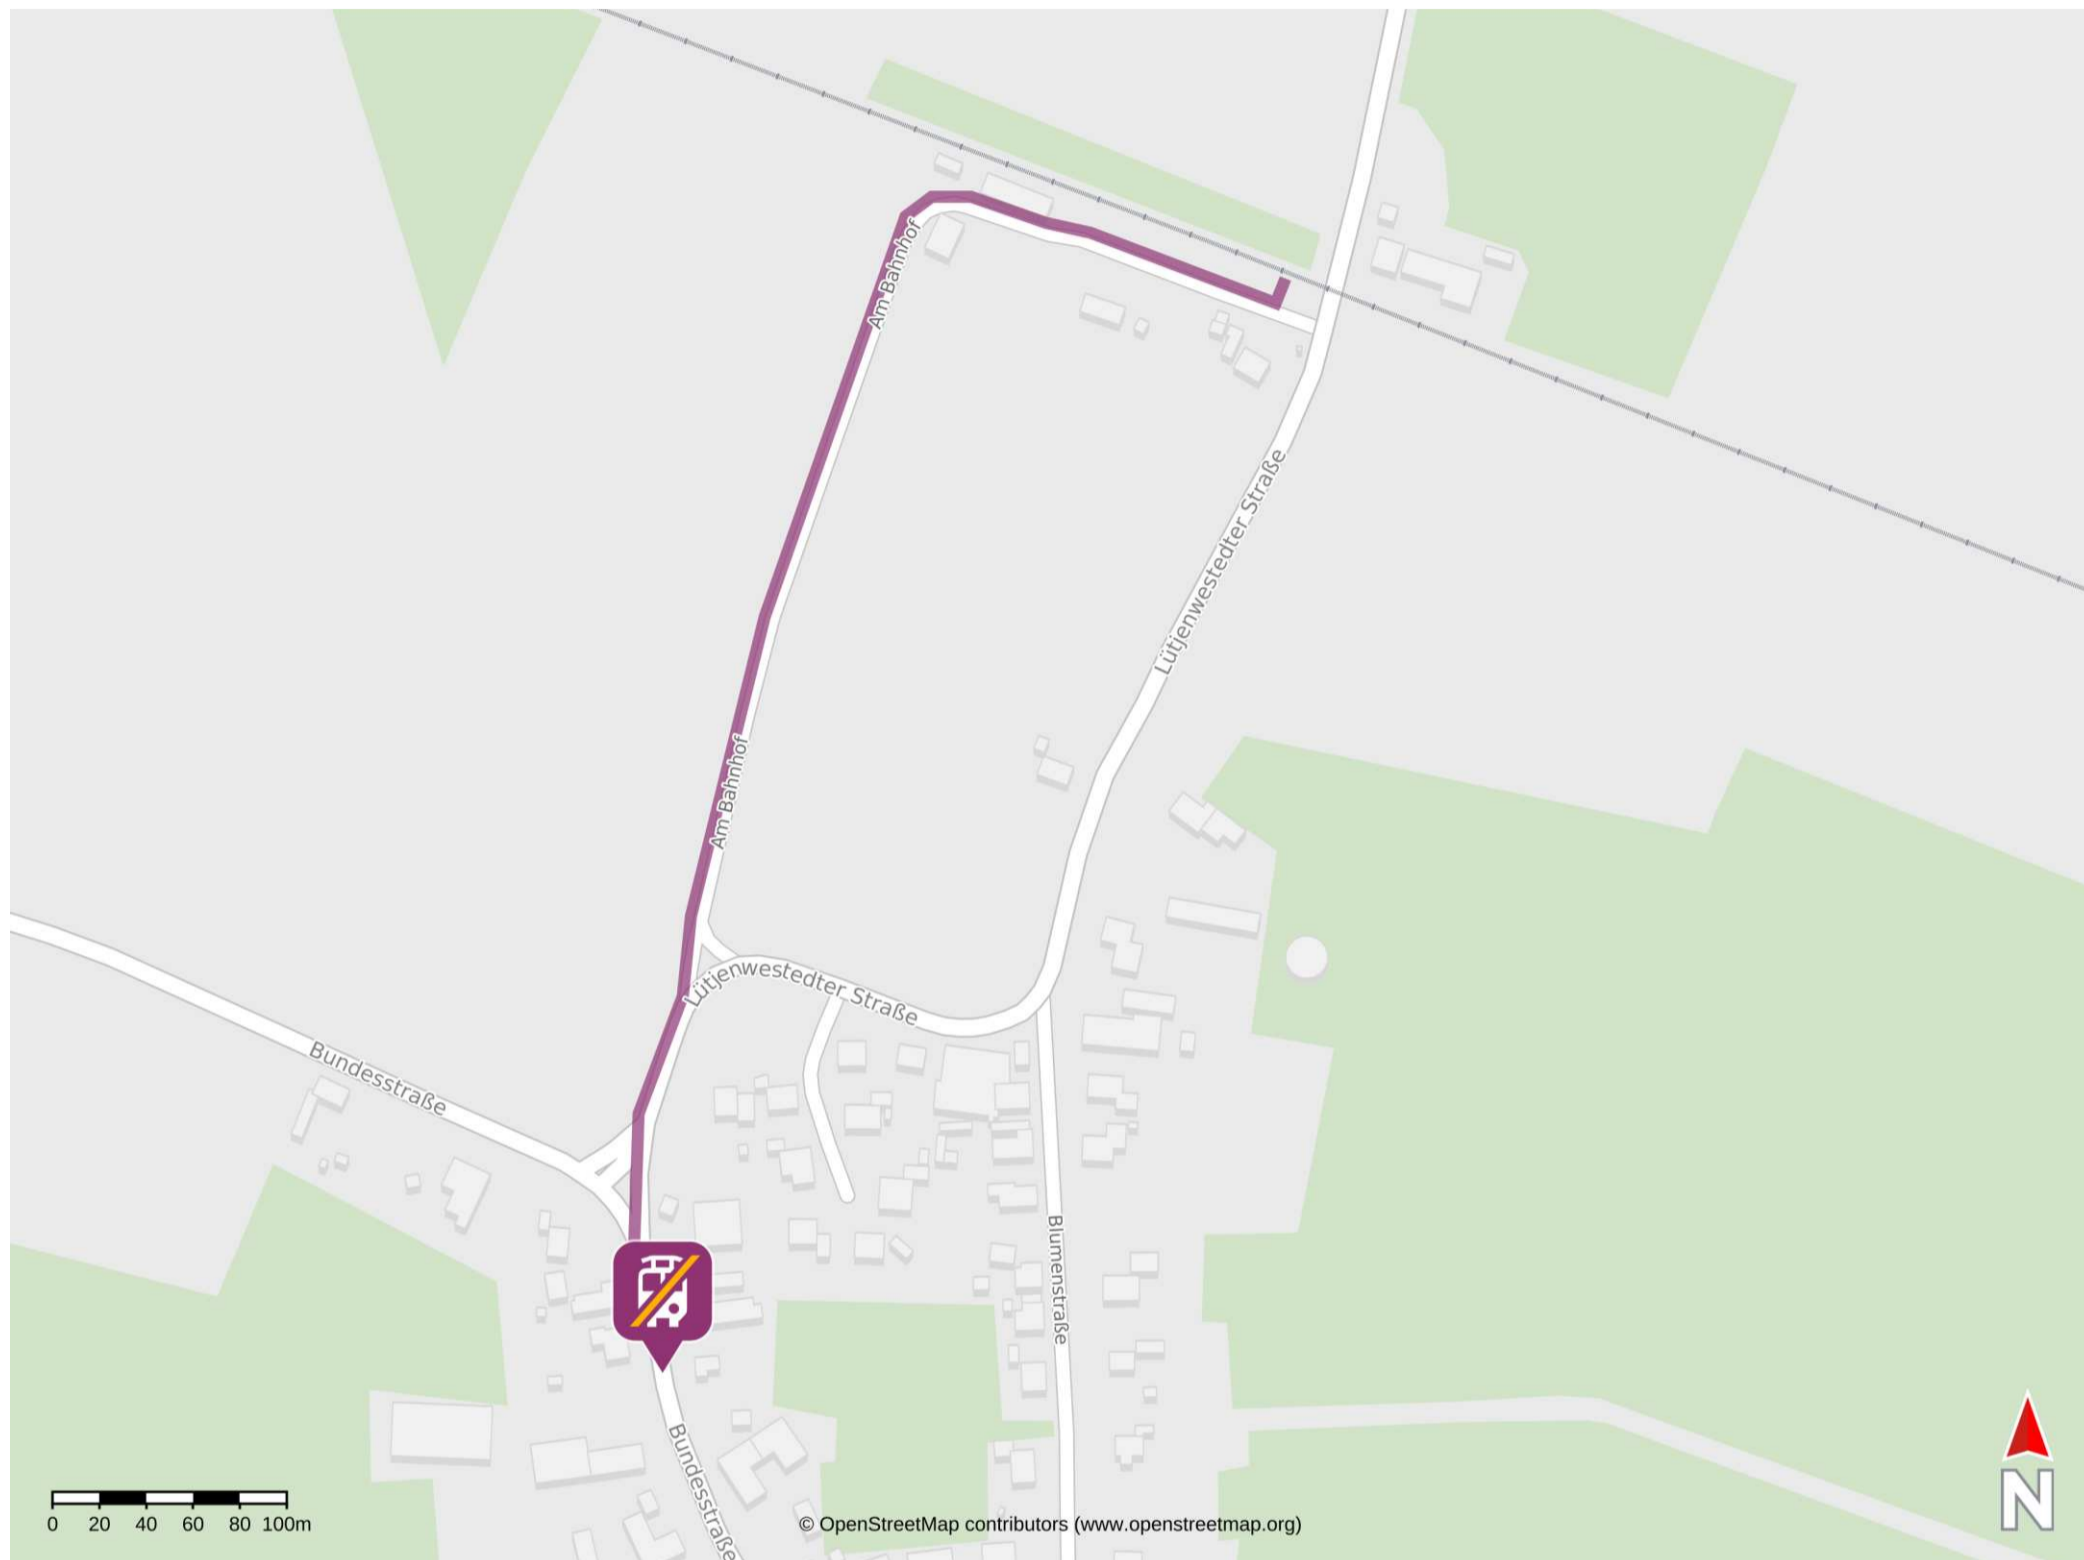 Am Bahnhof
Lütjenwestedter Straße
Am Bahnhof
Lütjenwestedter Straße
Bundesstraße
Blumenstraße
Bundesstraße
N
0 20 40 60 80 100m
© OpenStreetMap contributors (www.openstreetmap.org)